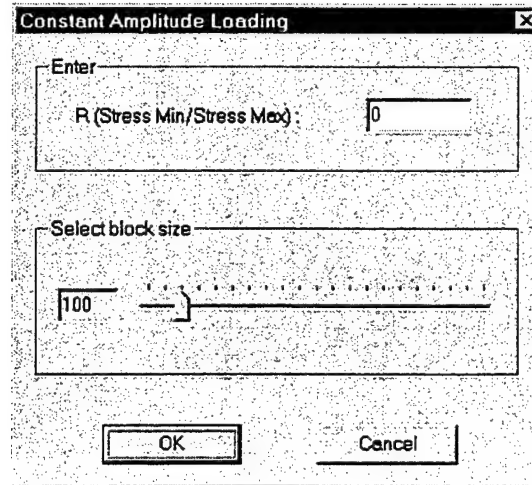 Constant Amplitude Loading
Enter
R (Stress Min/Stress Max) :
0
Select block size
100
OK
Cancel